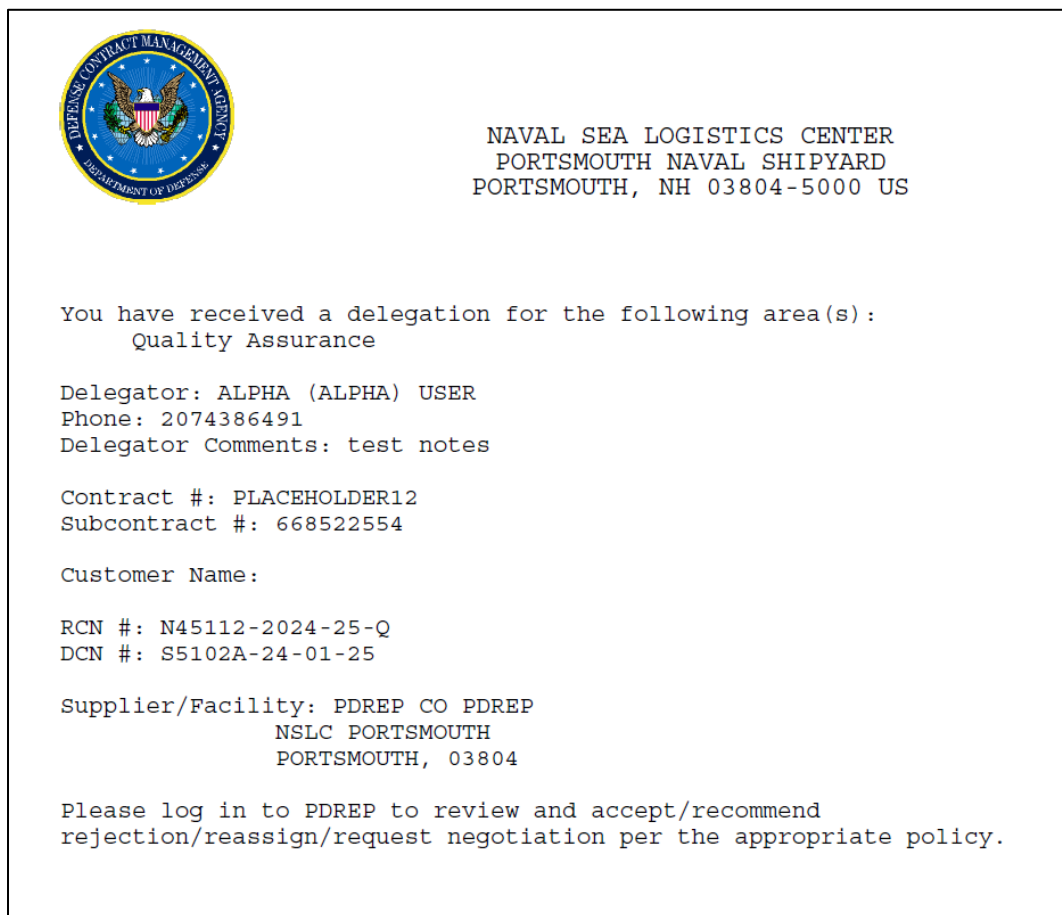 DEFENSE CONTRACT MANAGEMENT AGENCY
DEPARTMENT OF DEFENSE
NAVAL SEA LOGISTICS CENTER
PORTSMOUTH NAVAL SHIPYARD
PORTSMOUTH, NH 03804-5000 US
You have received a delegation for the following area(s):
Quality Assurance
Delegator: ALPHA (ALPHA) USER
Phone: 2074386491
Delegator Comments: test notes
Contract #: PLACEHOLDER12
Subcontract #: 668522554
Customer Name:
RCN #: N45112-2024-25-Q
DCN #: S5102A-24-01-25
Supplier/Facility: PDREP CO PDREP
NSLC PORTSMOUTH
PORTSMOUTH, 03804
Please log in to PDREP to review and accept/recommend
rejection/reassign/request negotiation per the appropriate policy.